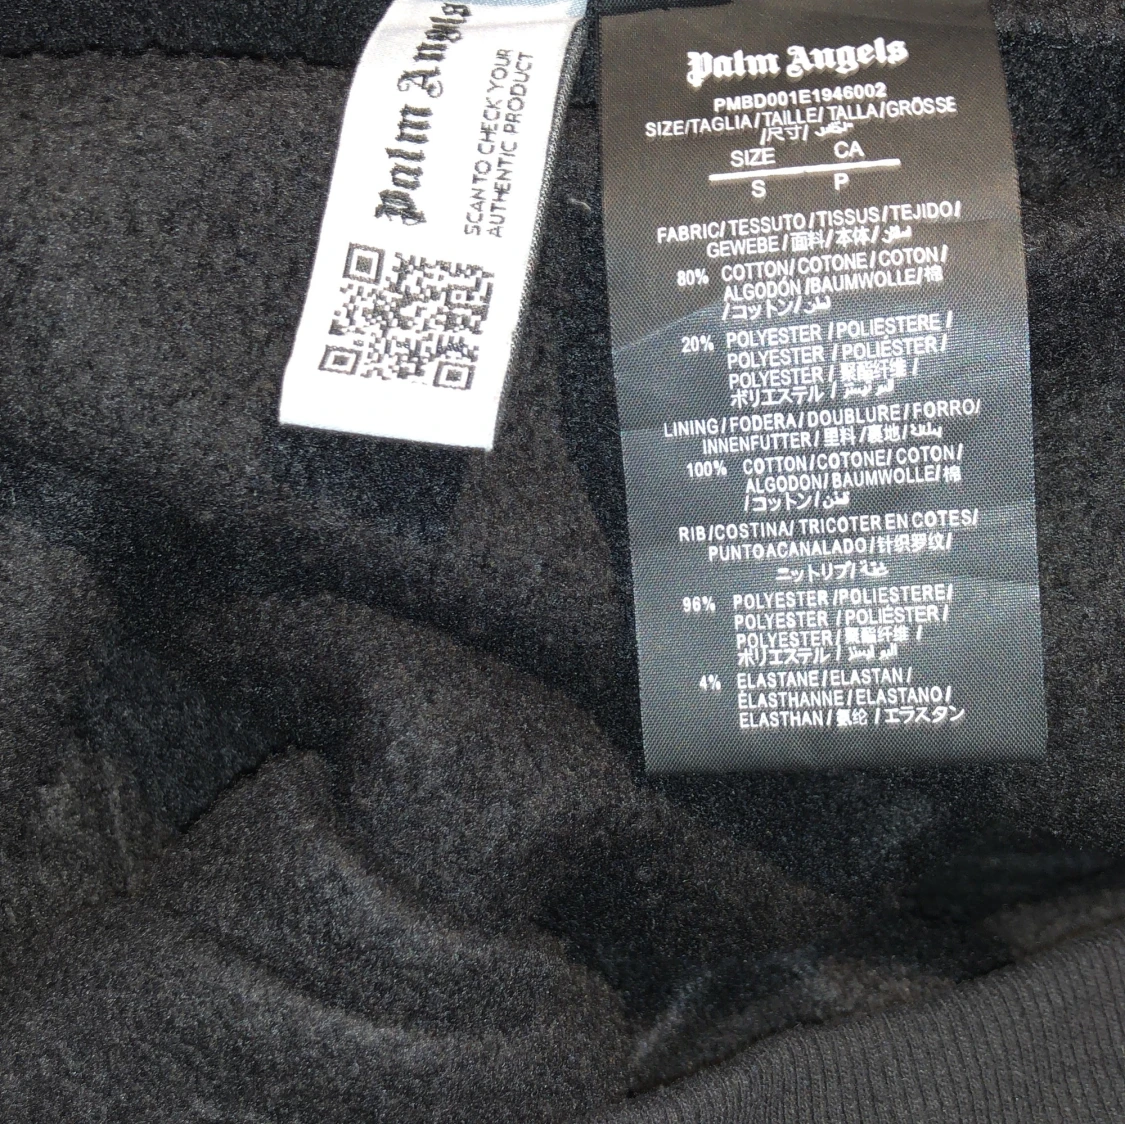 Palm Angels
SCAN TO CHECK YOUR
AUTHENTIC PRODUCT
Palm Angels
PMBD001E1946002
SIZE/TAGLIA/TAILLE/TALLA/GRÖSSE
/尺寸/
SIZE CA
S P
FABRIC/TESSUTO/TISSUS/TEJIDO/
GEWEBE/面料/本体/
80% COTTON/COTONE/COTON/
ALGODÓN/BAUMWOLLE/棉
/コットン/
20% POLYESTER/POLIESTERE/
POLYESTER/POLIÉSTER/
POLYESTER/聚酯纤维/
ポリエステル/
LINING/FODERA/DOUBLURE/FORRO/
INNENFUTTER/里料/裏地/
100% COTTON/COTONE/COTON/
ALGODON/BAUMWOLLE/棉
/コットン/
RIB/COSTINA/TRICOTER EN COTES/
PUNTOACANALADO/针织罗纹/
ニットリブ/
96% POLYESTER/POLIESTERE/
POLYESTER/POLIÉSTER/
POLYESTER/聚酯纤维/
ポリエステル/
4% ELASTANE/ELASTAN/
ÉLASTHANNE/ELASTANO/
ELASTHAN/氨纶/エラスタン